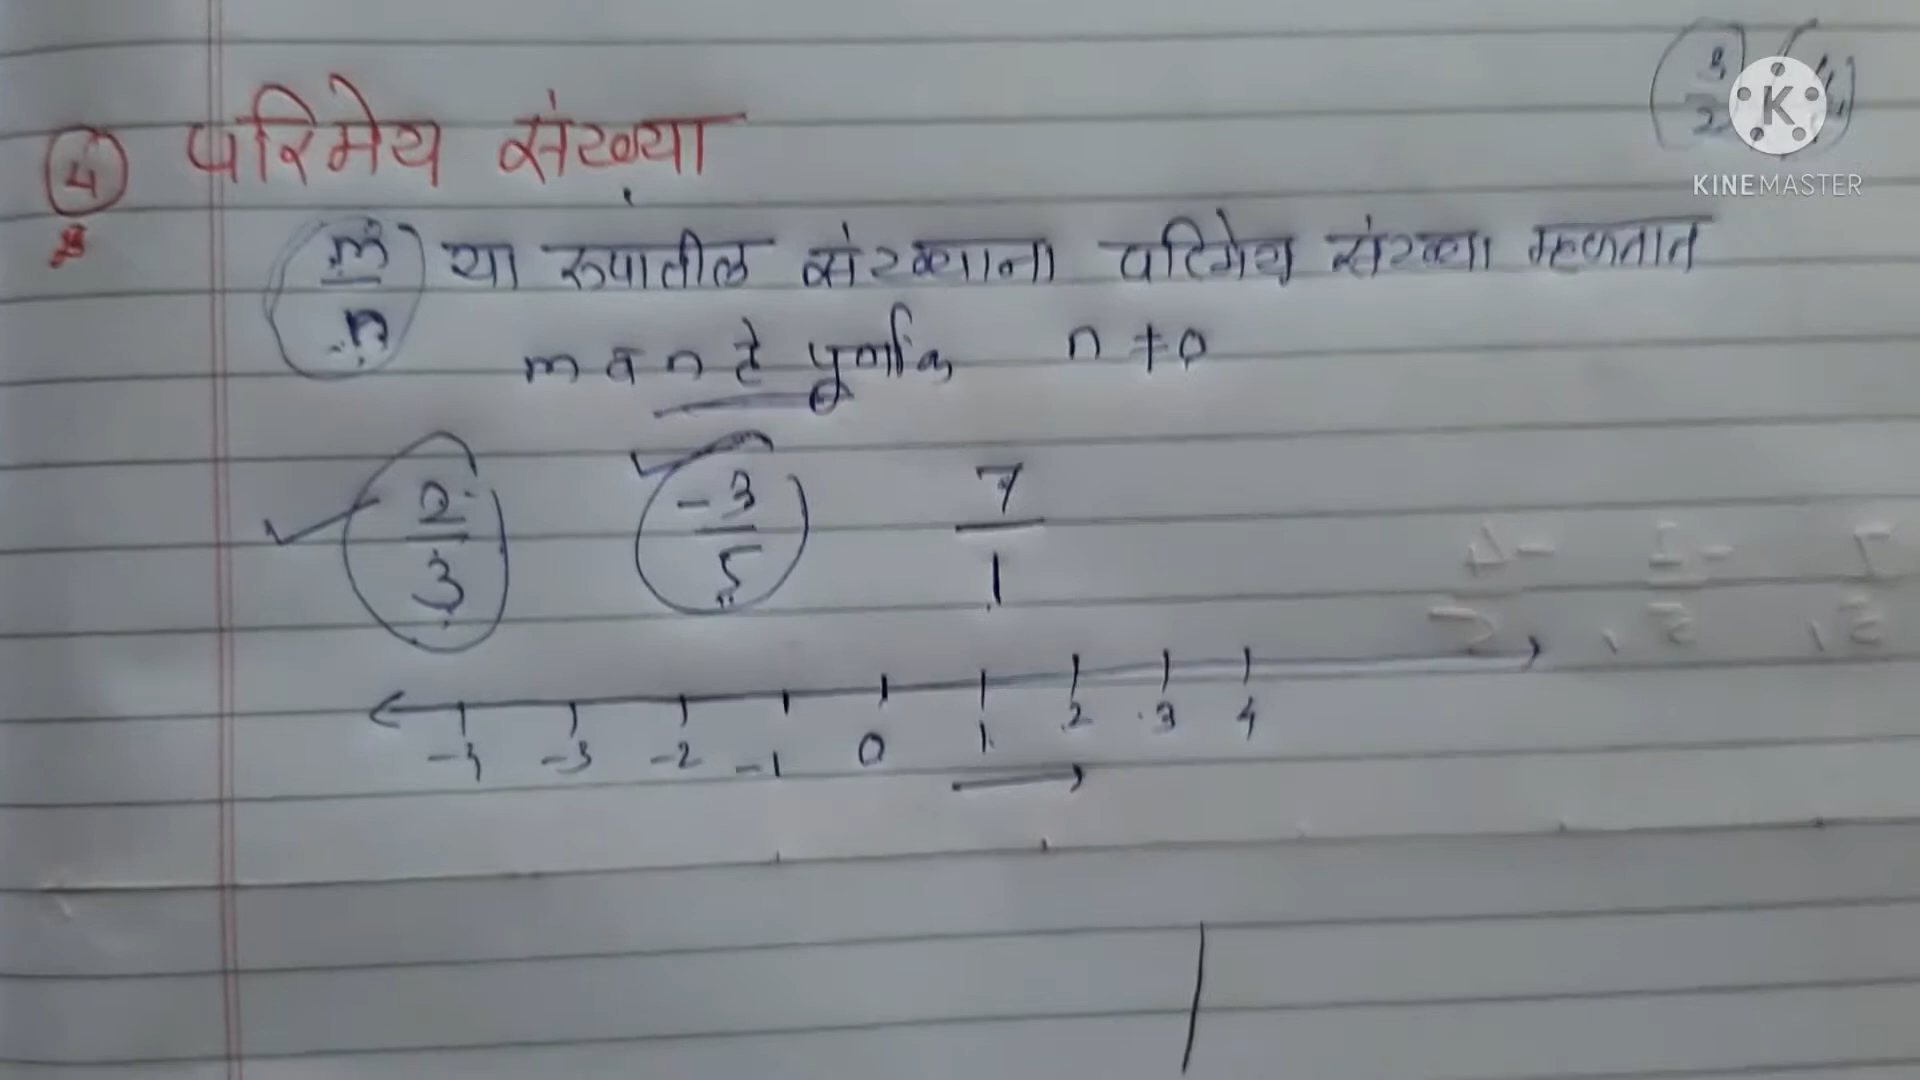 ④ परिमेय संख्या
m/n या रुपातील संख्याना परिमेय संख्या म्हणतात
m व n हे पूर्णांक n ≠ 0
2/3 -3/5 7/1
-4 -3 -2 -1 0 1 2 3 4
KINEMASTER